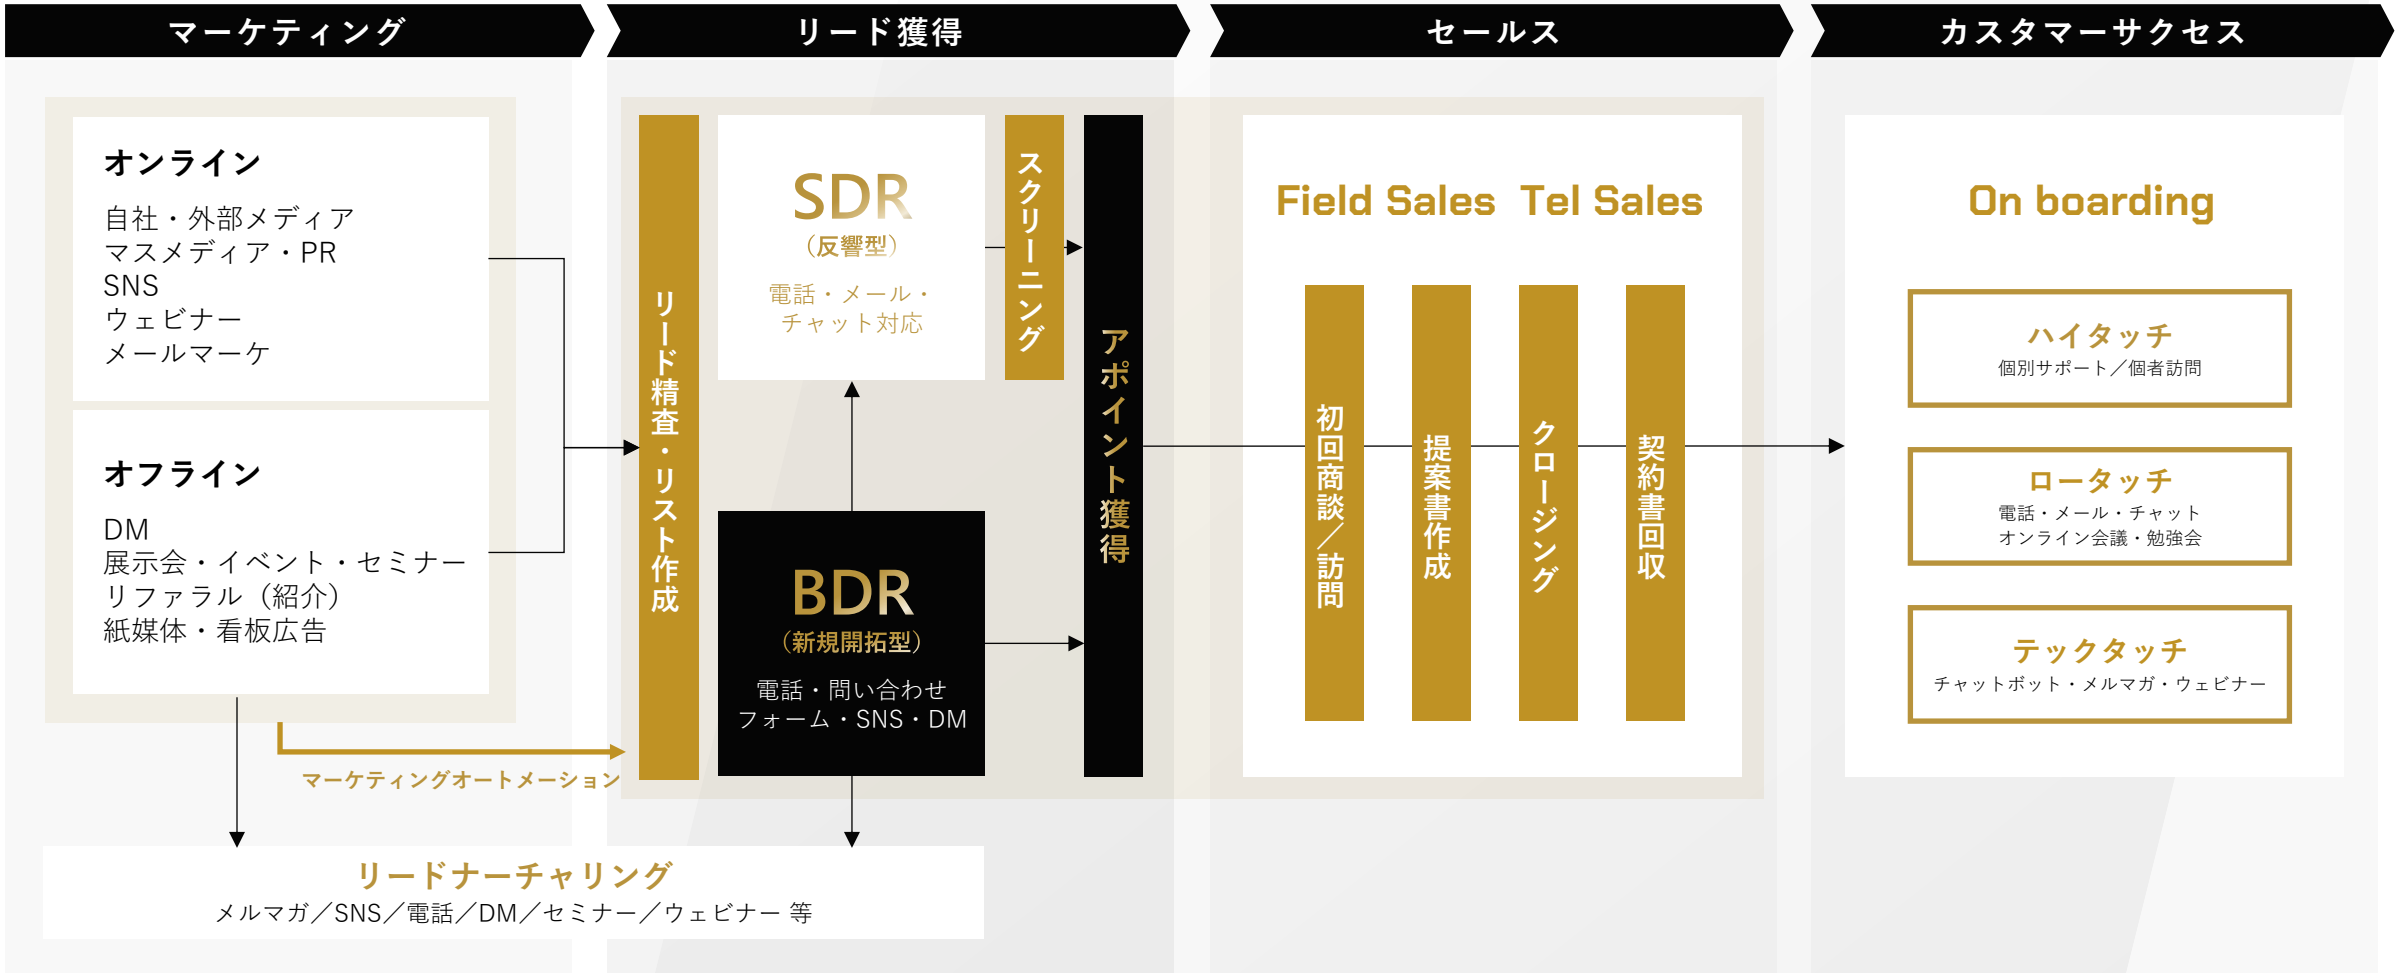 マーケティング
リード獲得
セールス
カスタマーサクセス
オンライン
自社・外部メディア
マスメディア・PR
SNS
ウェビナー
メールマーケ
オフライン
DM
展示会・イベント・セミナー
リファラル（紹介）
紙媒体・看板広告
マーケティングオートメーション
リードナーチャリング
メルマガ／SNS／電話／DM／セミナー／ウェビナー 等
リード精査・リスト作成
SDR
（反響型）
電話・メール・
チャット対応
スクリーニング
BDR
（新規開拓型）
電話・問い合わせ
フォーム・SNS・DM
アポイント獲得
Field Sales
Tel Sales
初回商談／訪問
提案書作成
クロージング
契約書回収
On boarding
ハイタッチ
個別サポート／個者訪問
ロータッチ
電話・メール・チャット
オンライン会議・勉強会
テックタッチ
チャットボット・メルマガ・ウェビナー